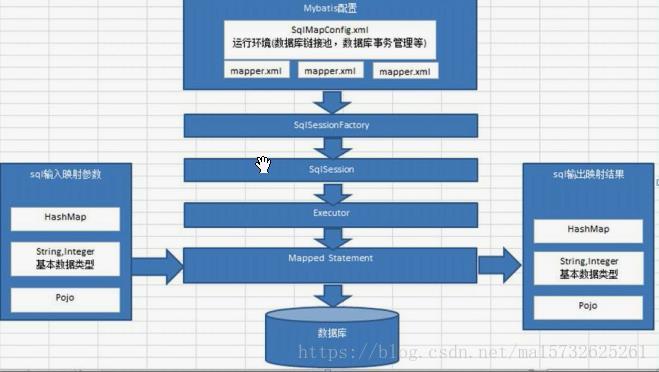 Mybatis配置
SqlMapConfig.xml
运行环境(数据库链接池，数据库事务管理等)
mapper.xml
mapper.xml
mapper.xml
SqlSessionFactory
SqlSession
Executor
Mapped Statement
数据库
sql输入映射参数
HashMap
String,Integer
基本数据类型
Pojo
sql输出映射结果
HashMap
String,Integer
基本数据类型
Pojo
https://blog.csdn.net/ma15732625261